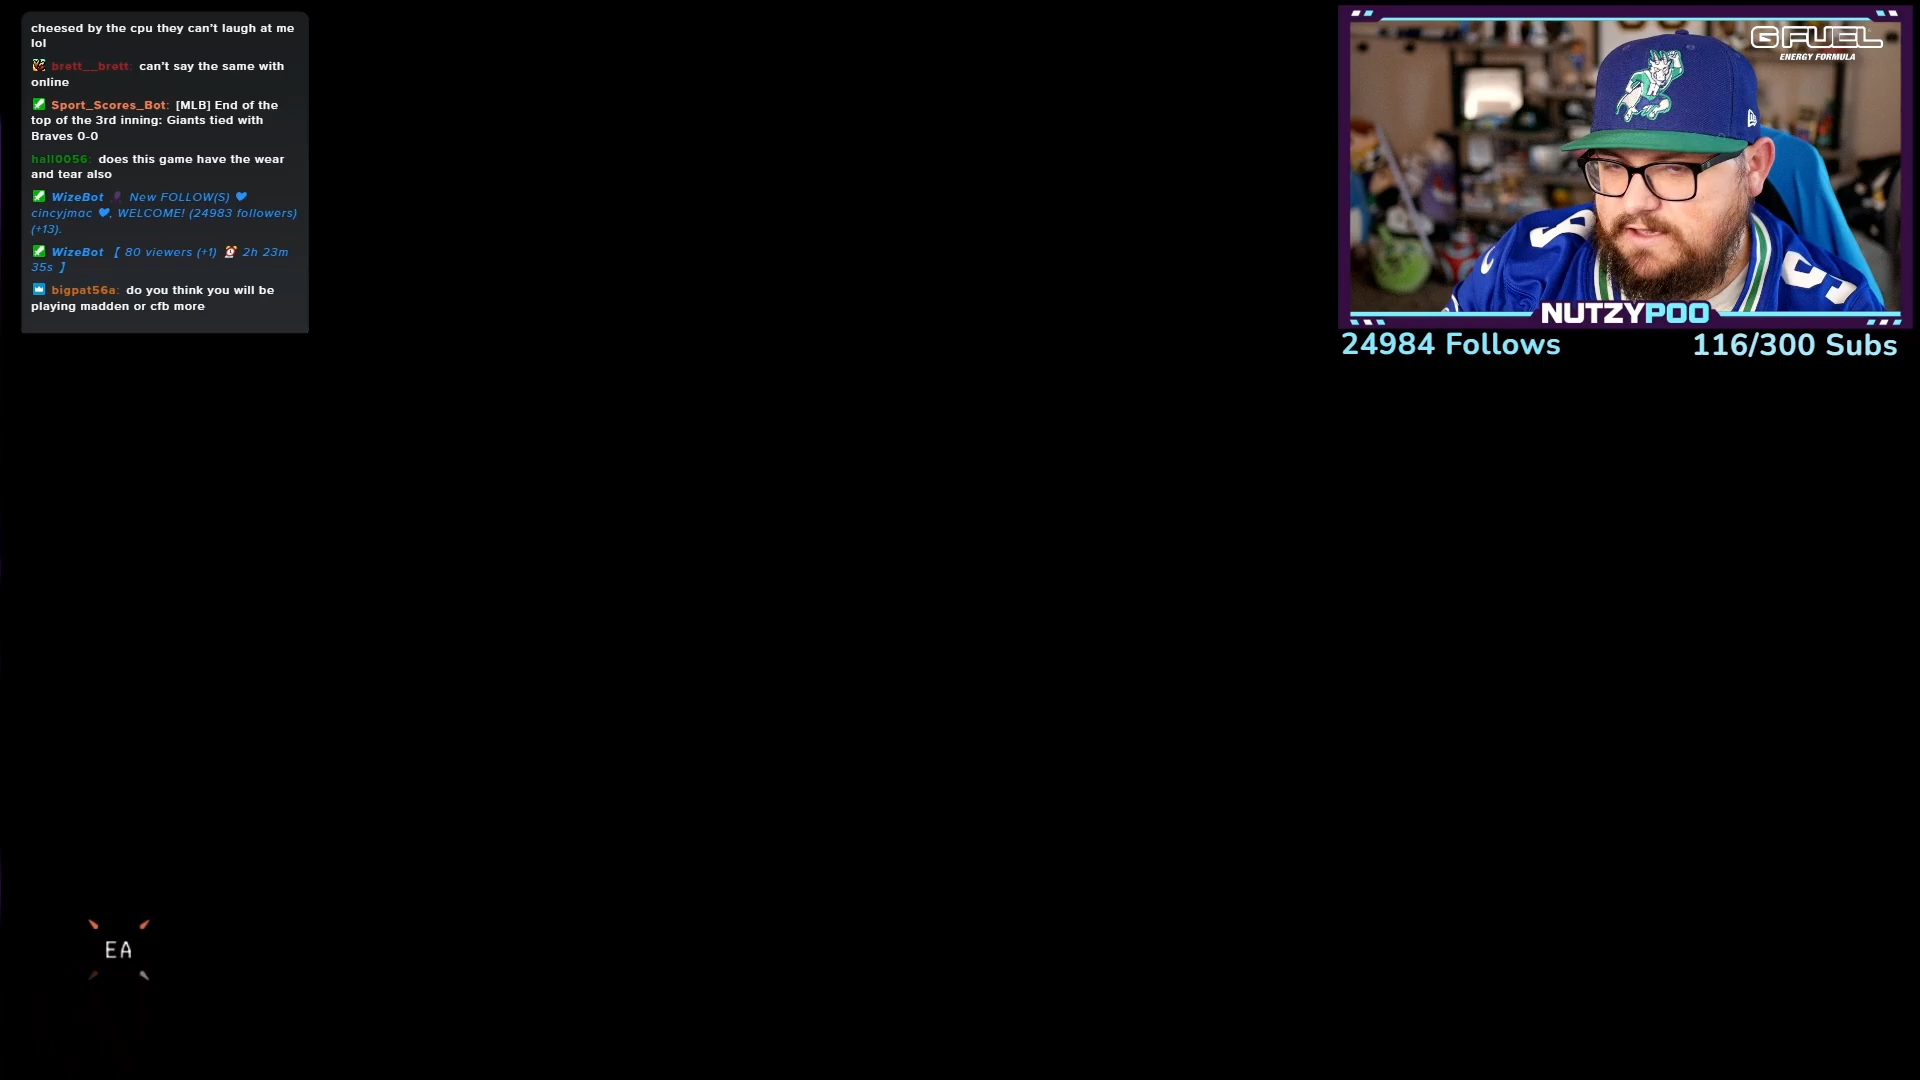 cheesed by the cpu they can't laugh at me
lol
brett__brett: can't say the same with
online
Sport_Scores_Bot: [MLB] End of the
top of the 3rd inning: Giants tied with
Braves 0-0
hall0056: does this game have the wear
and tear also
WizeBot New FOLLOW(S)
cincyjmac , WELCOME! (24983 followers)
(+13).
WizeBot 【 80 viewers (+1) 2h 23m
35s 】
bigpat56a: do you think you will be
playing madden or cfb more
G FUEL
ENERGY FORMULA
NUTZYPOO
24984 Follows
116/300 Subs
EA